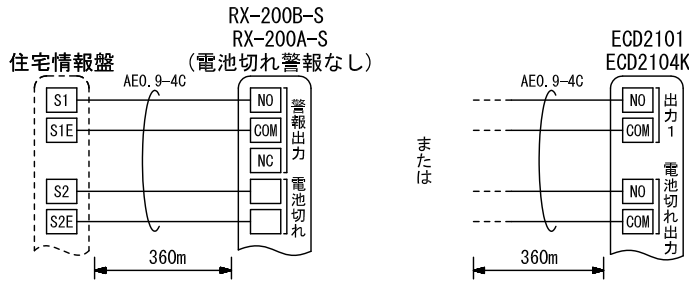 RX-200B-S
RX-200A-S
(電池切れ警報なし)
住宅情報盤
AE0.9-4C
S1
S1E
S2
S2E
NO
COM
NC
警報出力
電池切れ
360m
または
ECD2101
ECD2104K
AE0.9-4C
NO
COM
出力1
NO
COM
電池切れ出力
360m